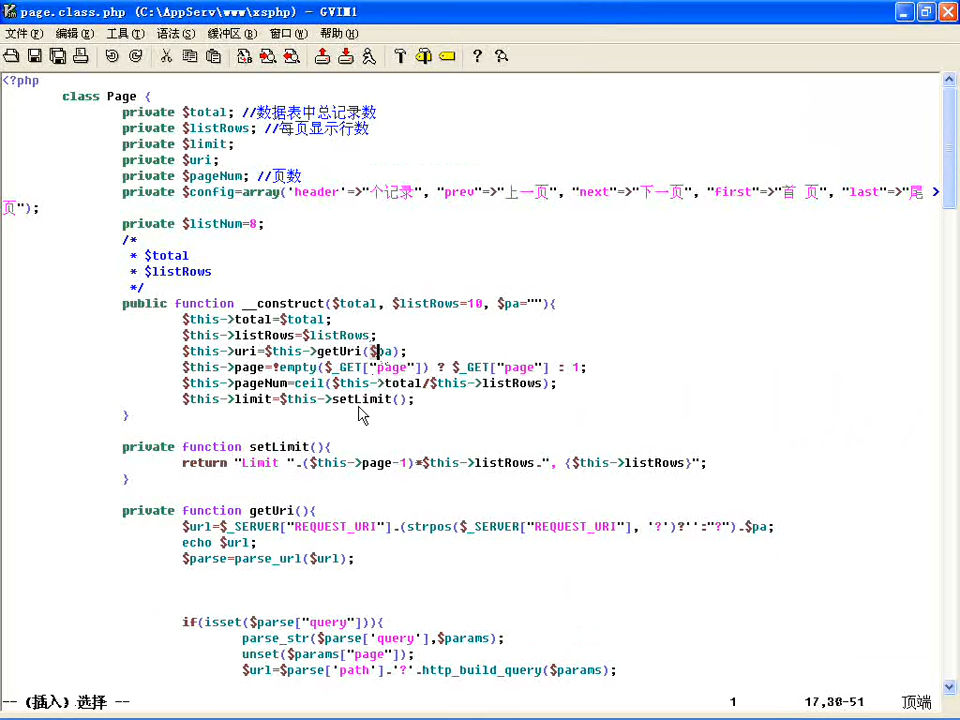 page.class.php (C:\AppServ\www\xsphp) - GVIM1
文件(F) 编辑(E) 工具(T) 语法(S) 缓冲区(B) 窗口(W) 帮助(H)
<?php
class Page {
private $total; //数据表中总记录数
private $listRows; //每页显示行数
private $limit;
private $uri;
private $pageNum; //页数
private $config=array('header'=>"个记录", "prev"=>"上一页", "next"=>"下一页", "first"=>"首 页", "last"=>"尾
页");
private $listNum=8;
/*
* $total
* $listRows
*/
public function __construct($total, $listRows=10, $pa=""){
$this->total=$total;
$this->listRows=$listRows;
$this->uri=$this->getUri($pa);
$this->page=!empty($_GET["page"]) ? $_GET["page"] : 1;
$this->pageNum=ceil($this->total/$this->listRows);
$this->limit=$this->setLimit();
}
private function setLimit(){
return "Limit ".($this->page-1)*$this->listRows.", {$this->listRows}";
}
private function getUri(){
$url=$_SERVER["REQUEST_URI"].(strpos($_SERVER["REQUEST_URI"], '?')?'':"?").$pa;
echo $url;
$parse=parse_url($url);
if(isset($parse["query"])){
parse_str($parse['query'],$params);
unset($params["page"]);
$url=$parse['path'].'?'.http_build_query($params);
-- (插入) 选择 -- 1 17,38-51 顶端